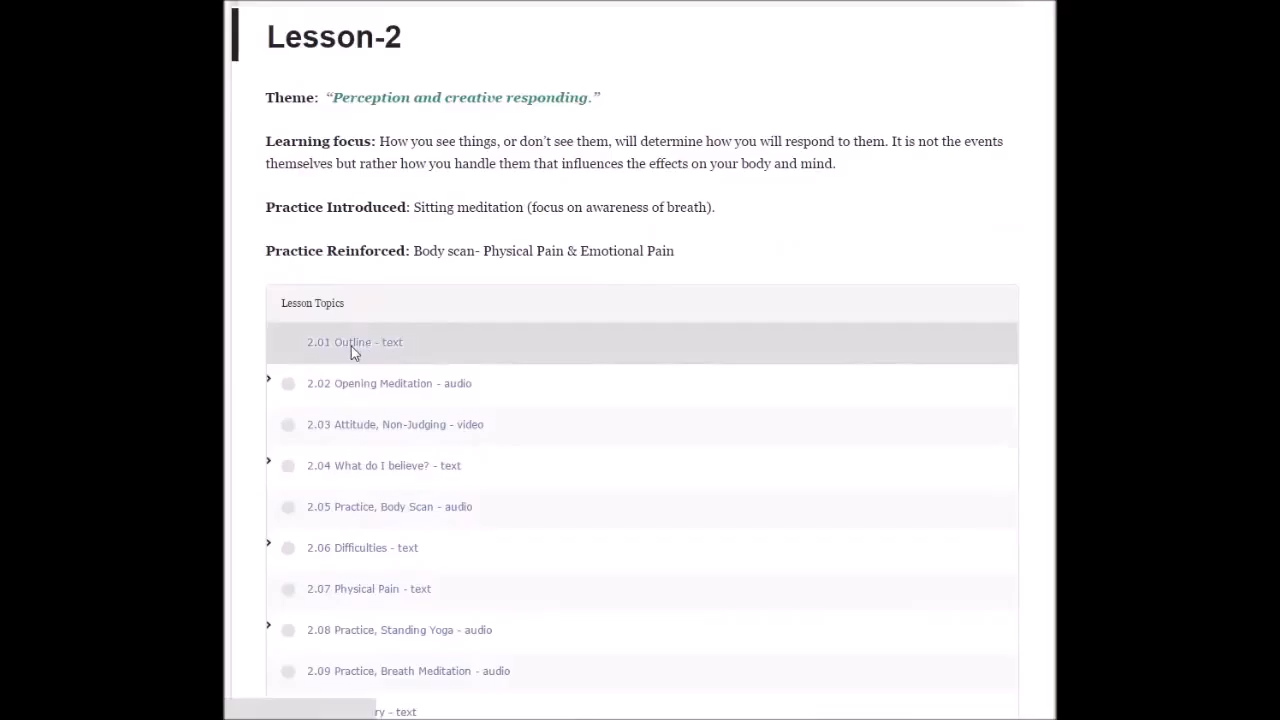 Lesson-2
Theme: “Perception and creative responding.”
Learning focus: How you see things, or don’t see them, will determine how you will respond to them. It is not the events
themselves but rather how you handle them that influences the effects on your body and mind.
Practice Introduced: Sitting meditation (focus on awareness of breath).
Practice Reinforced: Body scan- Physical Pain & Emotional Pain
Lesson Topics
2.01 Outline - text
2.02 Opening Meditation - audio
2.03 Attitude, Non-Judging - video
2.04 What do I believe? - text
2.05 Practice, Body Scan - audio
2.06 Difficulties - text
2.07 Physical Pain - text
2.08 Practice, Standing Yoga - audio
2.09 Practice, Breath Meditation - audio
- text